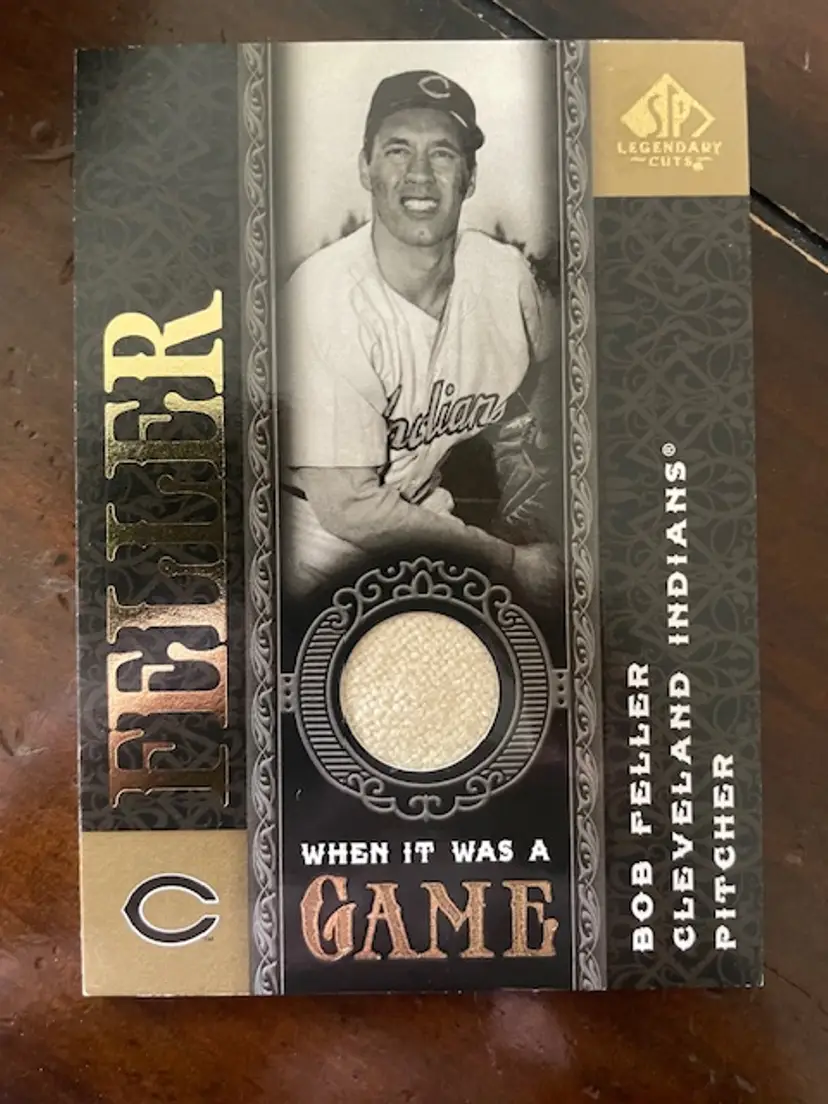 C
SP
LEGENDARY
CUTS
FELLER
Indians
WHEN IT WAS A
GAME
C
BOB FELLER
CLEVELAND INDIANS®
PITCHER